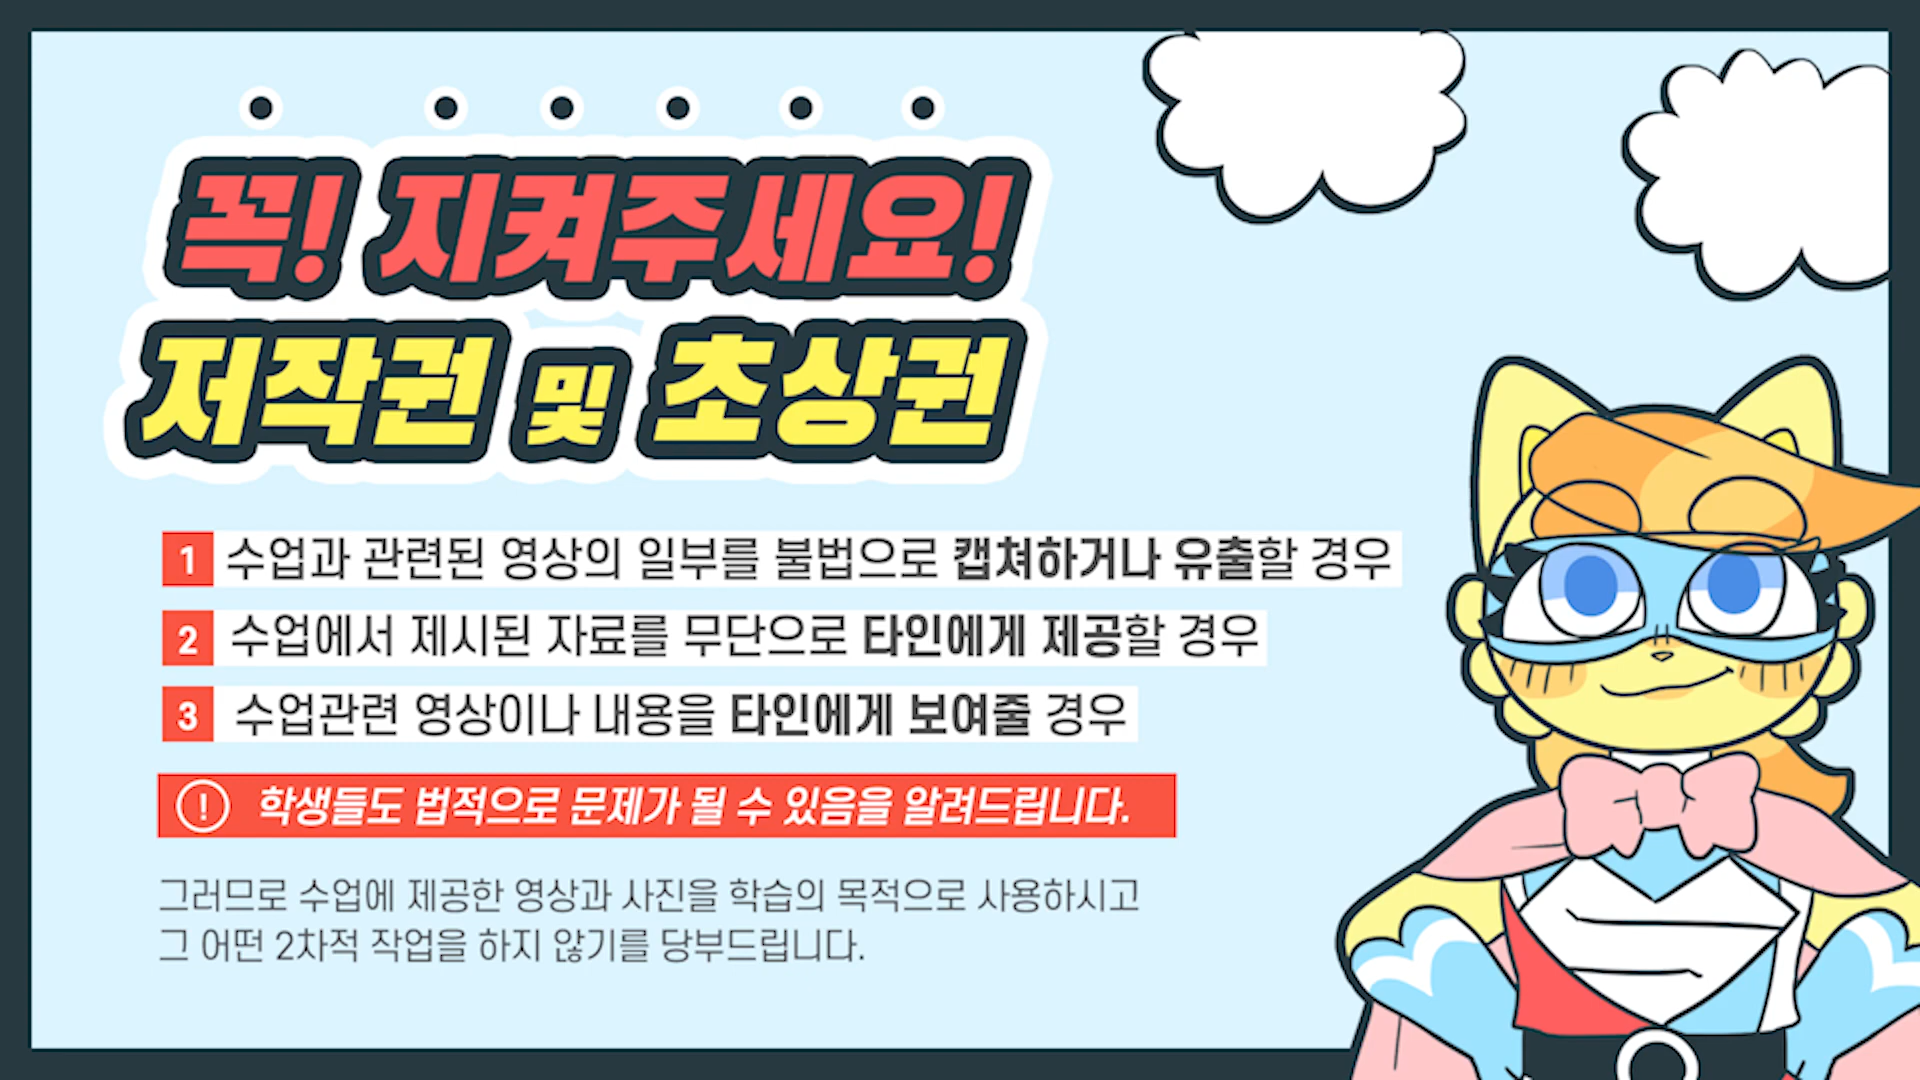 꼭! 지켜주세요!
저작권 및 초상권
1 수업과 관련된 영상의 일부를 불법으로 캡쳐하거나 유출할 경우
2 수업에서 제시된 자료를 무단으로 타인에게 제공할 경우
3 수업관련 영상이나 내용을 타인에게 보여줄 경우
! 학생들도 법적으로 문제가 될 수 있음을 알려드립니다.
그러므로 수업에 제공한 영상과 사진을 학습의 목적으로 사용하시고
그 어떤 2차적 작업을 하지 않기를 당부드립니다.